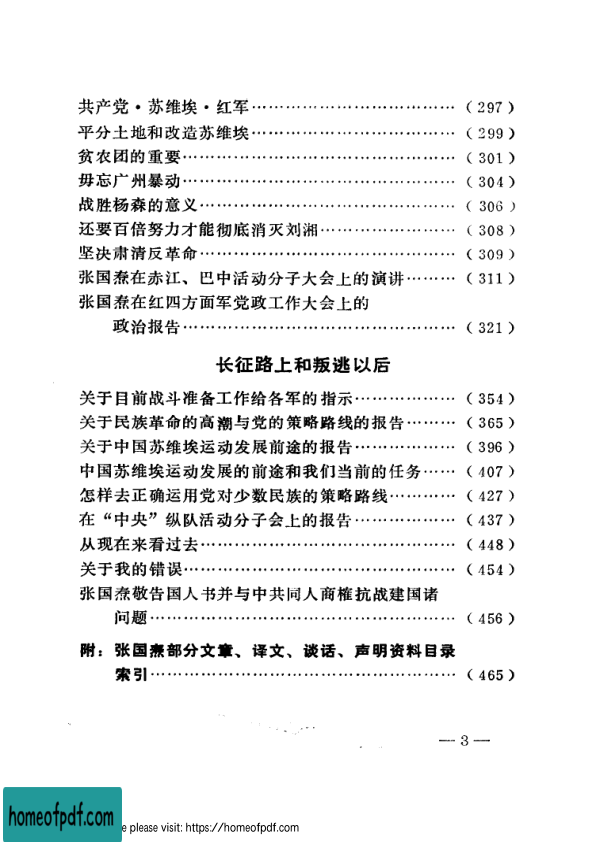 共产党·苏维埃·红军……………………………（297）
平分土地和改造苏维埃……………………………（299）
贫农团的重要………………………………………（301）
毋忘广州暴动………………………………………（304）
战胜杨森的意义……………………………………（306）
还要百倍努力才能彻底消灭刘湘…………………（308）
坚决肃清反革命……………………………………（309）
张国焘在赤江、巴中活动分子大会上的演讲……（311）
张国焘在红四方面军党政工作大会上的
政治报告……………………………………………（321）
长征路上和叛逃以后
关于目前战斗准备工作给各军的指示……………（354）
关于民族革命的高潮与党的策略路线的报告……（365）
关于中国苏维埃运动发展前途的报告……………（396）
中国苏维埃运动发展的前途和我们当前的任务……（407）
怎样去正确运用党对少数民族的策略路线………（427）
在“中央”纵队活动分子会上的报告……………（437）
从现在来看过去……………………………………（448）
关于我的错误………………………………………（454）
张国焘敬告国人书并与中共同人商榷抗战建国诸
问题…………………………………………………（456）
附：张国焘部分文章、译文、谈话、声明资料目录
索引…………………………………………………（465）
— 3 —
homeofpdf.com
e please visit: https://homeofpdf.com